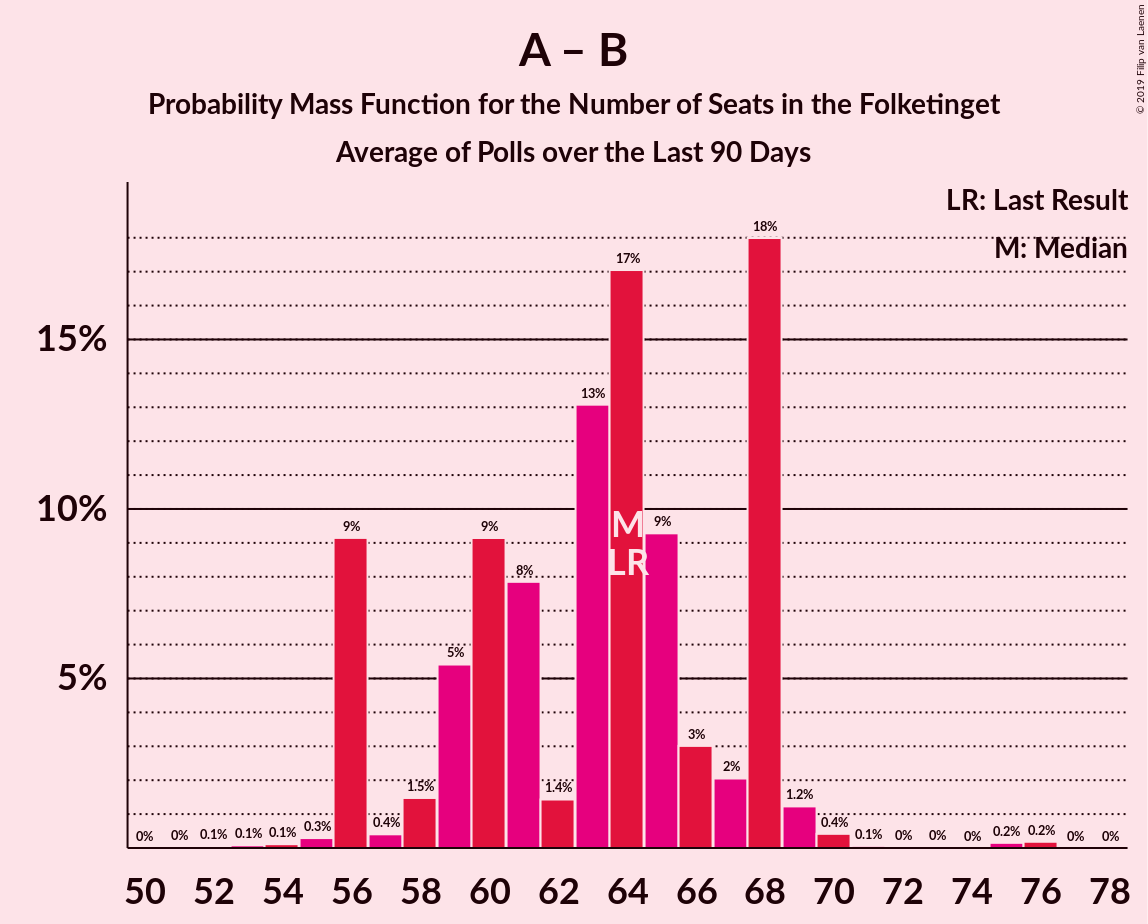 A – B
Probability Mass Function for the Number of Seats in the Folketinget
Average of Polls over the Last 90 Days
© 2019 Filip van Laenen
LR: Last Result
M: Median
18%
17%
15%
13%
10%
M
9%
9%
9%
LR
8%
5%
5%
3%
2%
1.5%
1.4%
1.2%
0.4%
0.4%
0.3%
0% 0% 0.1% 0.1% 0.1%
0.1% 0% 0% 0% 0.2% 0.2% 0% 0%
50 52 54 56 58 60 62 64 66 68 70 72 74 76 78